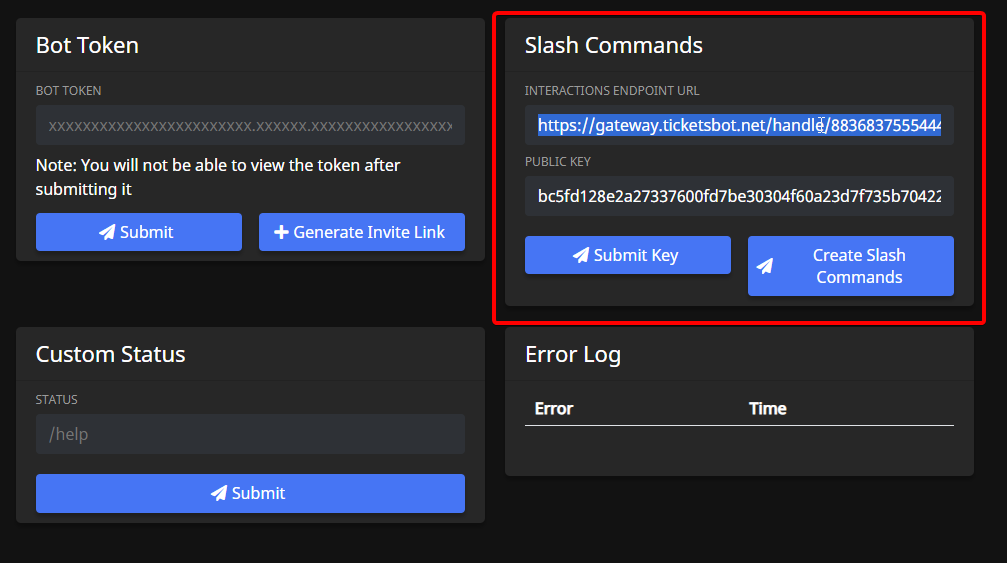 Bot Token
BOT TOKEN
xxxxxxxxxxxxxxxxxxxxxxxx.xxxxxx.xxxxxxxxxxxxxxxxx
Note: You will not be able to view the token after
submitting it
Submit
Generate Invite Link
Slash Commands
INTERACTIONS ENDPOINT URL
https://gateway.ticketsbot.net/handle/8836837555444
PUBLIC KEY
bc5fd128e2a27337600fd7be30304f60a23d7f735b70422
Submit Key
Create Slash
Commands
Custom Status
STATUS
/help
Submit
Error Log
Error Time